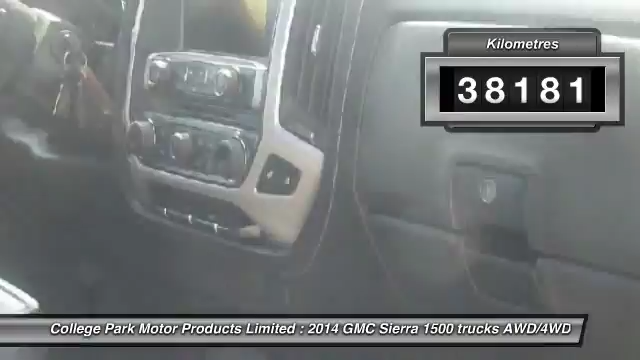 Kilometres
38181
College Park Motor Products Limited : 2014 GMC Sierra 1500 trucks AWD/4WD